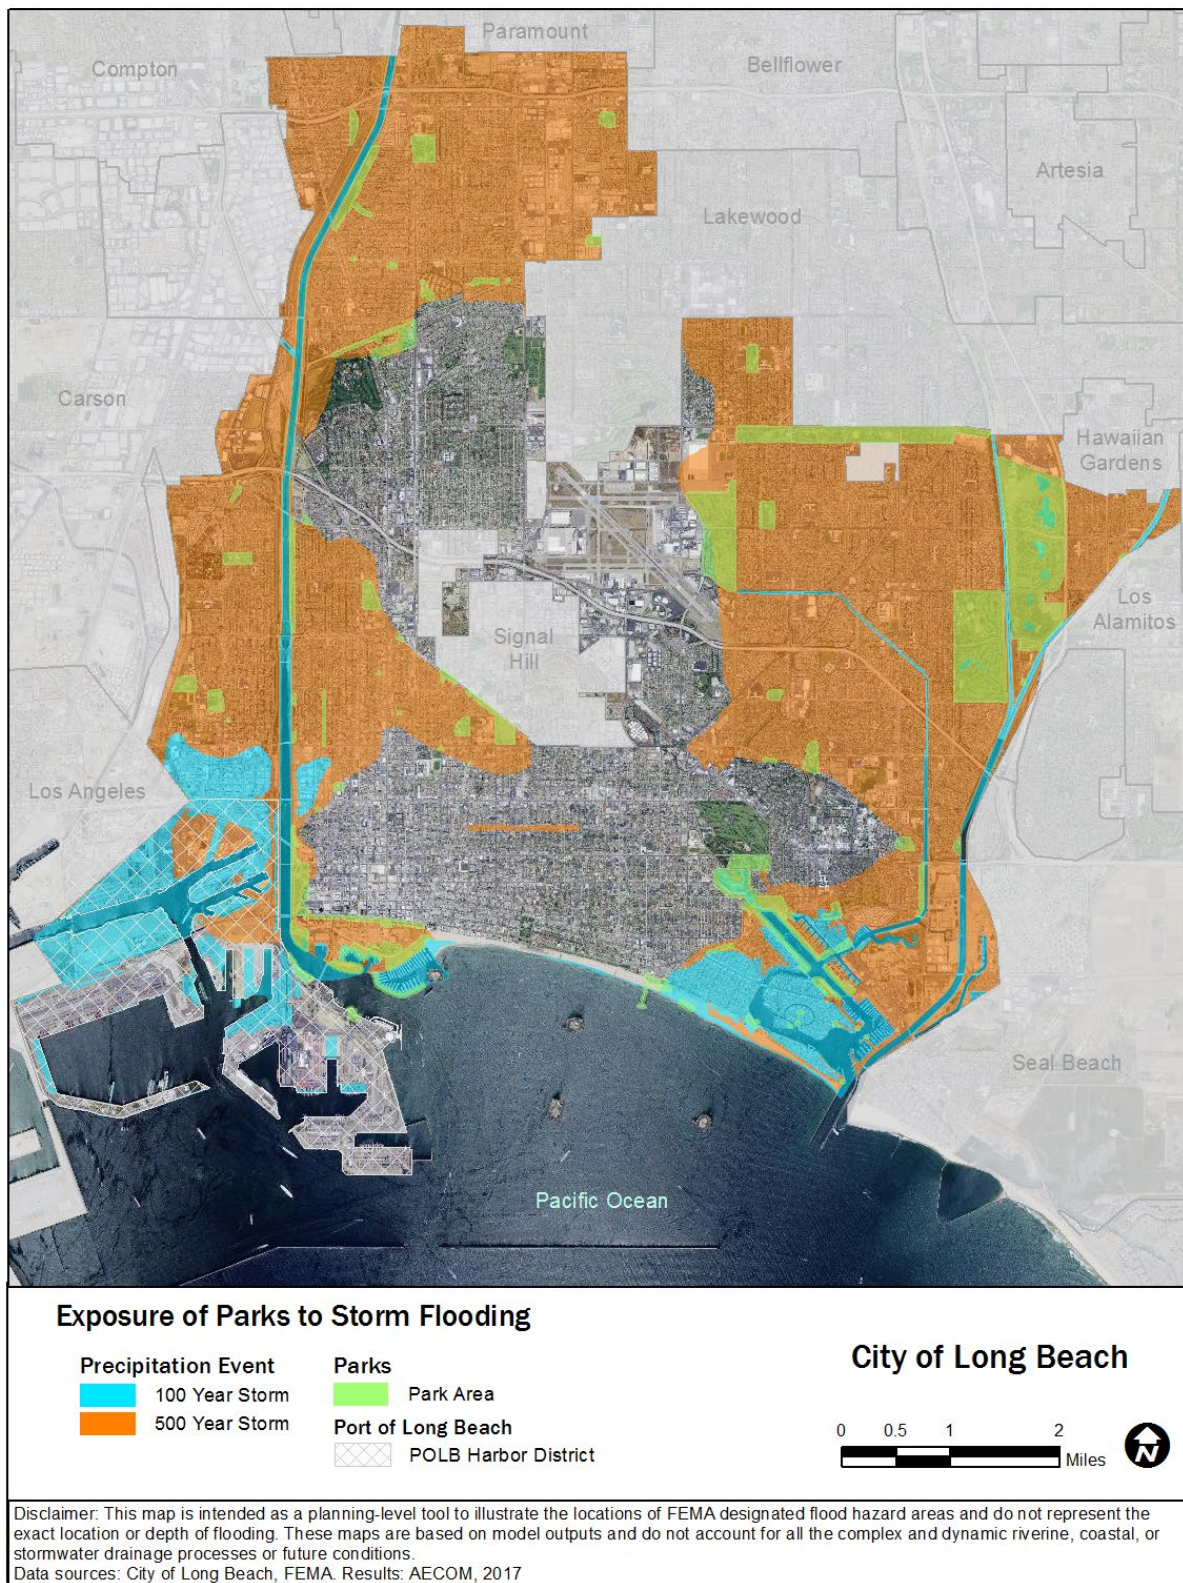 Paramount
Compton
Bellflower
Artesia
Lakewood
Carson
Hawaiian
Gardens
Los
Alamitos
Signal
Hill
Los Angeles
Seal Beach
Pacific Ocean
Exposure of Parks to Storm Flooding
Precipitation Event
100 Year Storm
500 Year Storm
Parks
Park Area
Port of Long Beach
POLB Harbor District
City of Long Beach
0 0.5 1 2
Miles
N
Disclaimer: This map is intended as a planning-level tool to illustrate the locations of FEMA designated flood hazard areas and do not represent the
exact location or depth of flooding. These maps are based on model outputs and do not account for all the complex and dynamic riverine, coastal, or
stormwater drainage processes or future conditions.
Data sources: City of Long Beach, FEMA. Results: AECOM, 2017